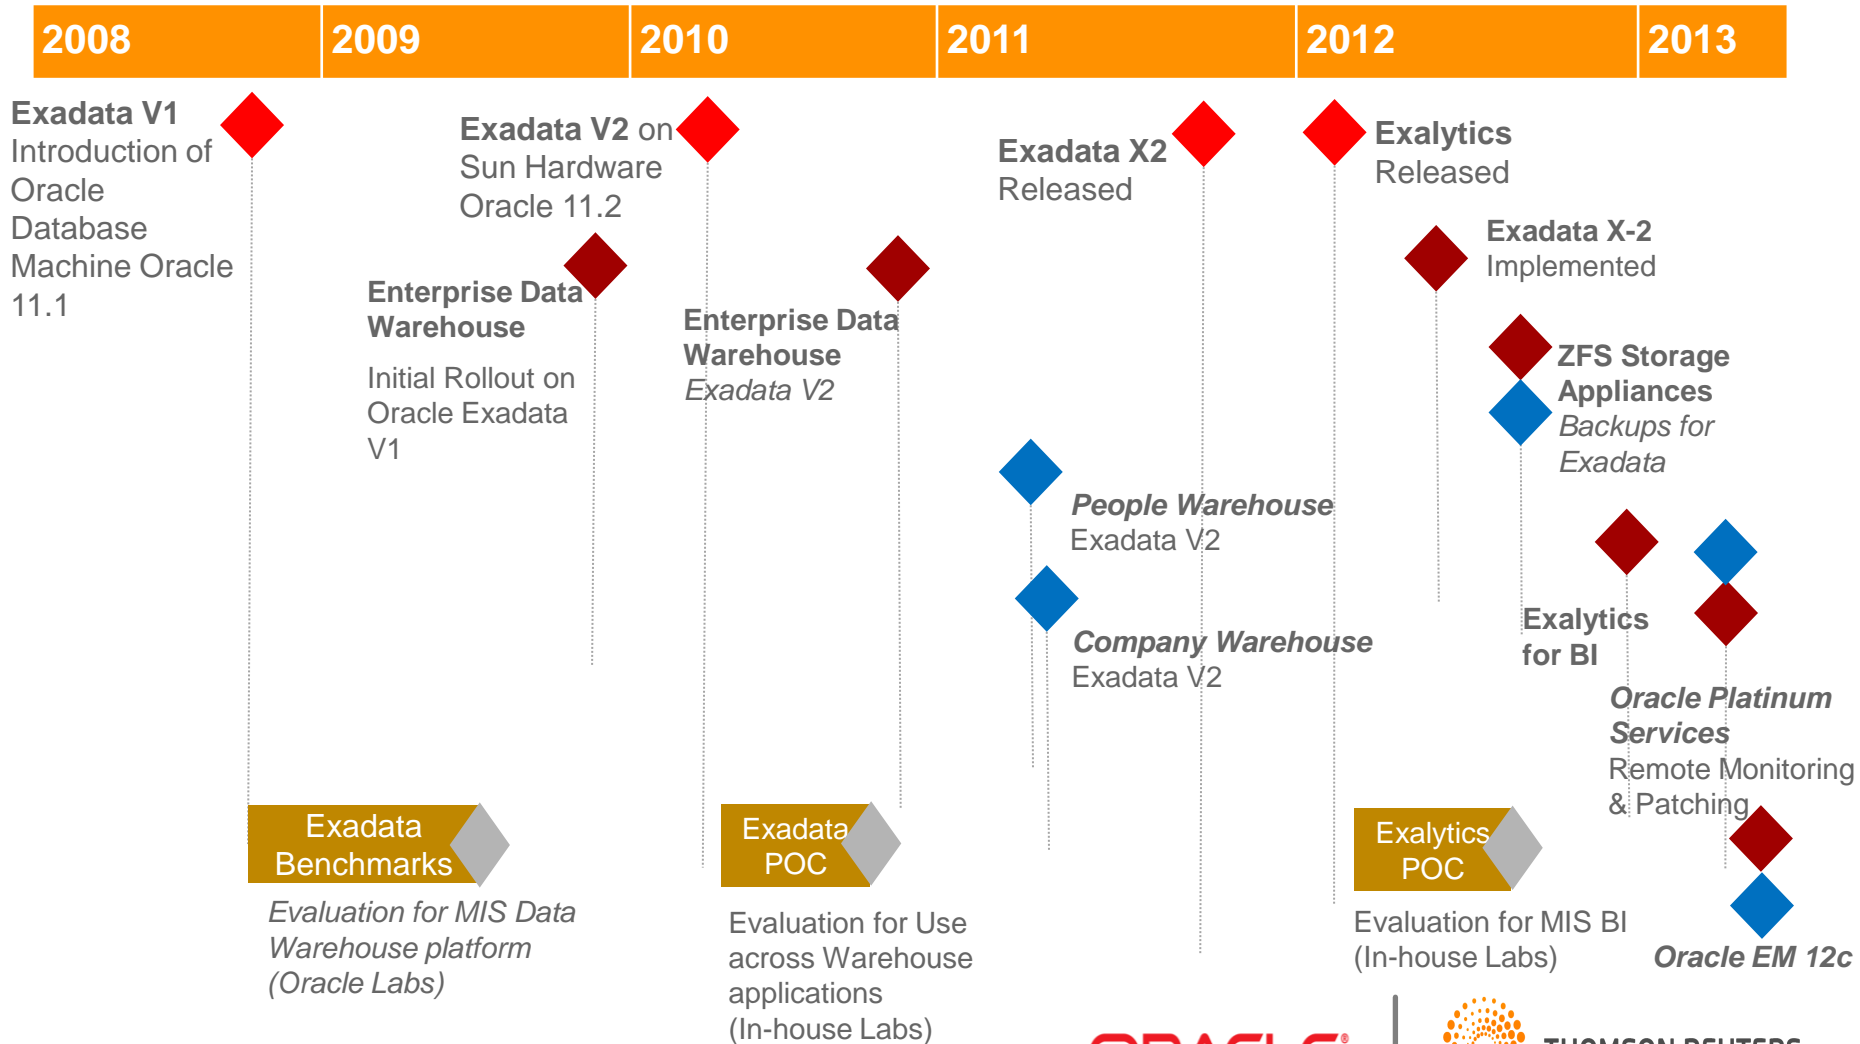 2008
2009
2010
2011
2012
2013
Exadata V1
Introduction of
Oracle
Database
Machine Oracle
11.1
Exadata V2 on
Sun Hardware
Oracle 11.2
Exadata X2
Released
Exalytics
Released
Enterprise Data
Warehouse
Initial Rollout on
Oracle Exadata
V1
Enterprise Data
Warehouse
Exadata V2
Exadata X-2
Implemented
ZFS Storage
Appliances
Backups for
Exadata
People Warehouse
Exadata V2
Company Warehouse
Exadata V2
Exalytics
for BI
Oracle Platinum
Services
Remote Monitoring
& Patching
Exadata
Benchmarks
Evaluation for MIS Data
Warehouse platform
(Oracle Labs)
Exadata
POC
Evaluation for Use
across Warehouse
applications
(In-house Labs)
Exalytics
POC
Evaluation for MIS BI
(In-house Labs)
Oracle EM 12c
ORACLE®
THOMSON REUTERS